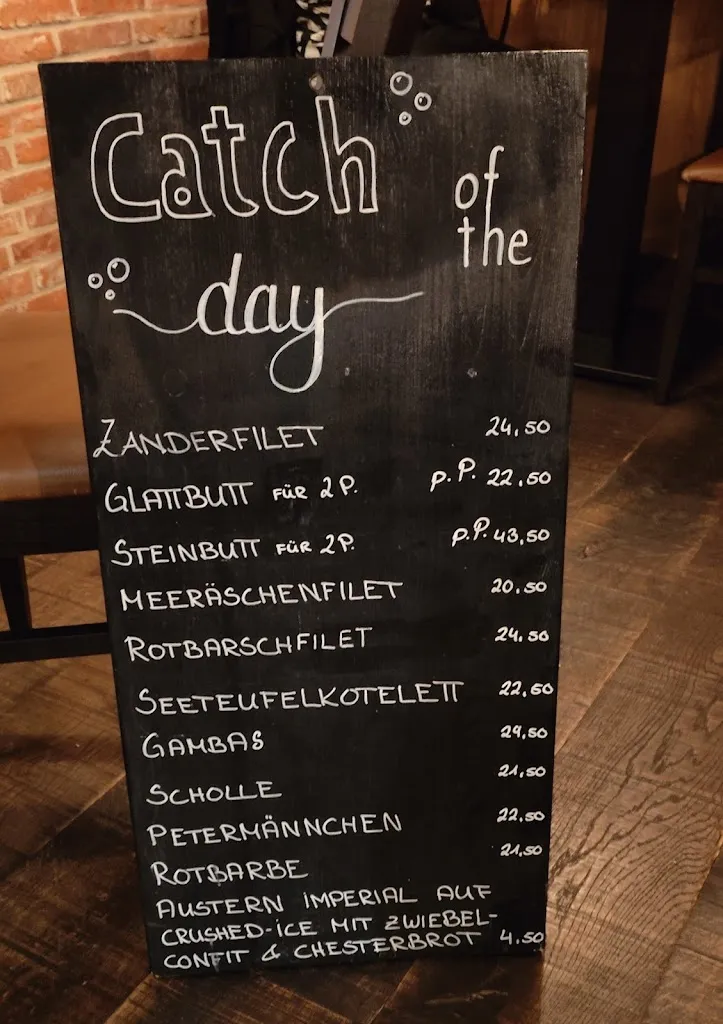 Catch of the
day
ZANDERFILET 24,50
GLATTBUTT FÜR 2 P. p.P. 22,50
STEINBUTT FÜR 2P. p.P. 43,50
MEERÄSCHENFILET 20,50
ROTBARSCHFILET 24,50
SEETEUFELKOTELETT 22,50
GAMBAS 29,50
SCHOLLE 21,50
PETERMÄNNCHEN 22,50
ROTBARBE 21,50
AUSTERN IMPERIAL AUF
CRUSHED-ICE MIT ZWIEBEL-
CONFIT & CHESTERBROT 4,50